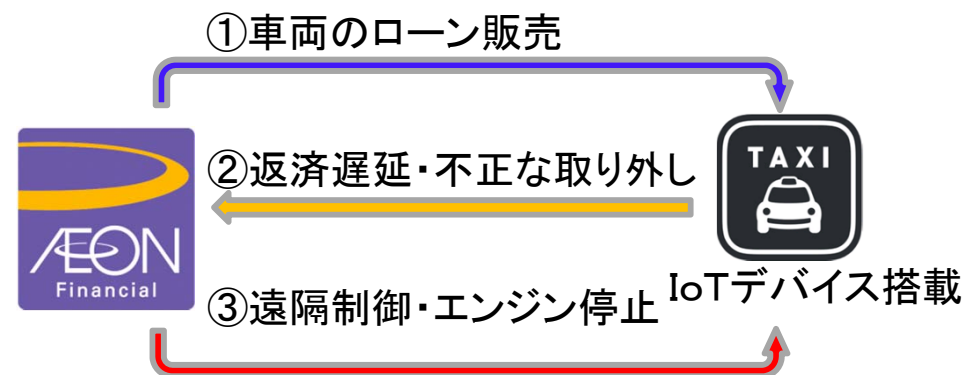 ①車両のローン販売
②返済遅延・不正な取り外し
TAXI
ÆON
Financial
③遠隔制御・エンジン停止
IoTデバイス搭載